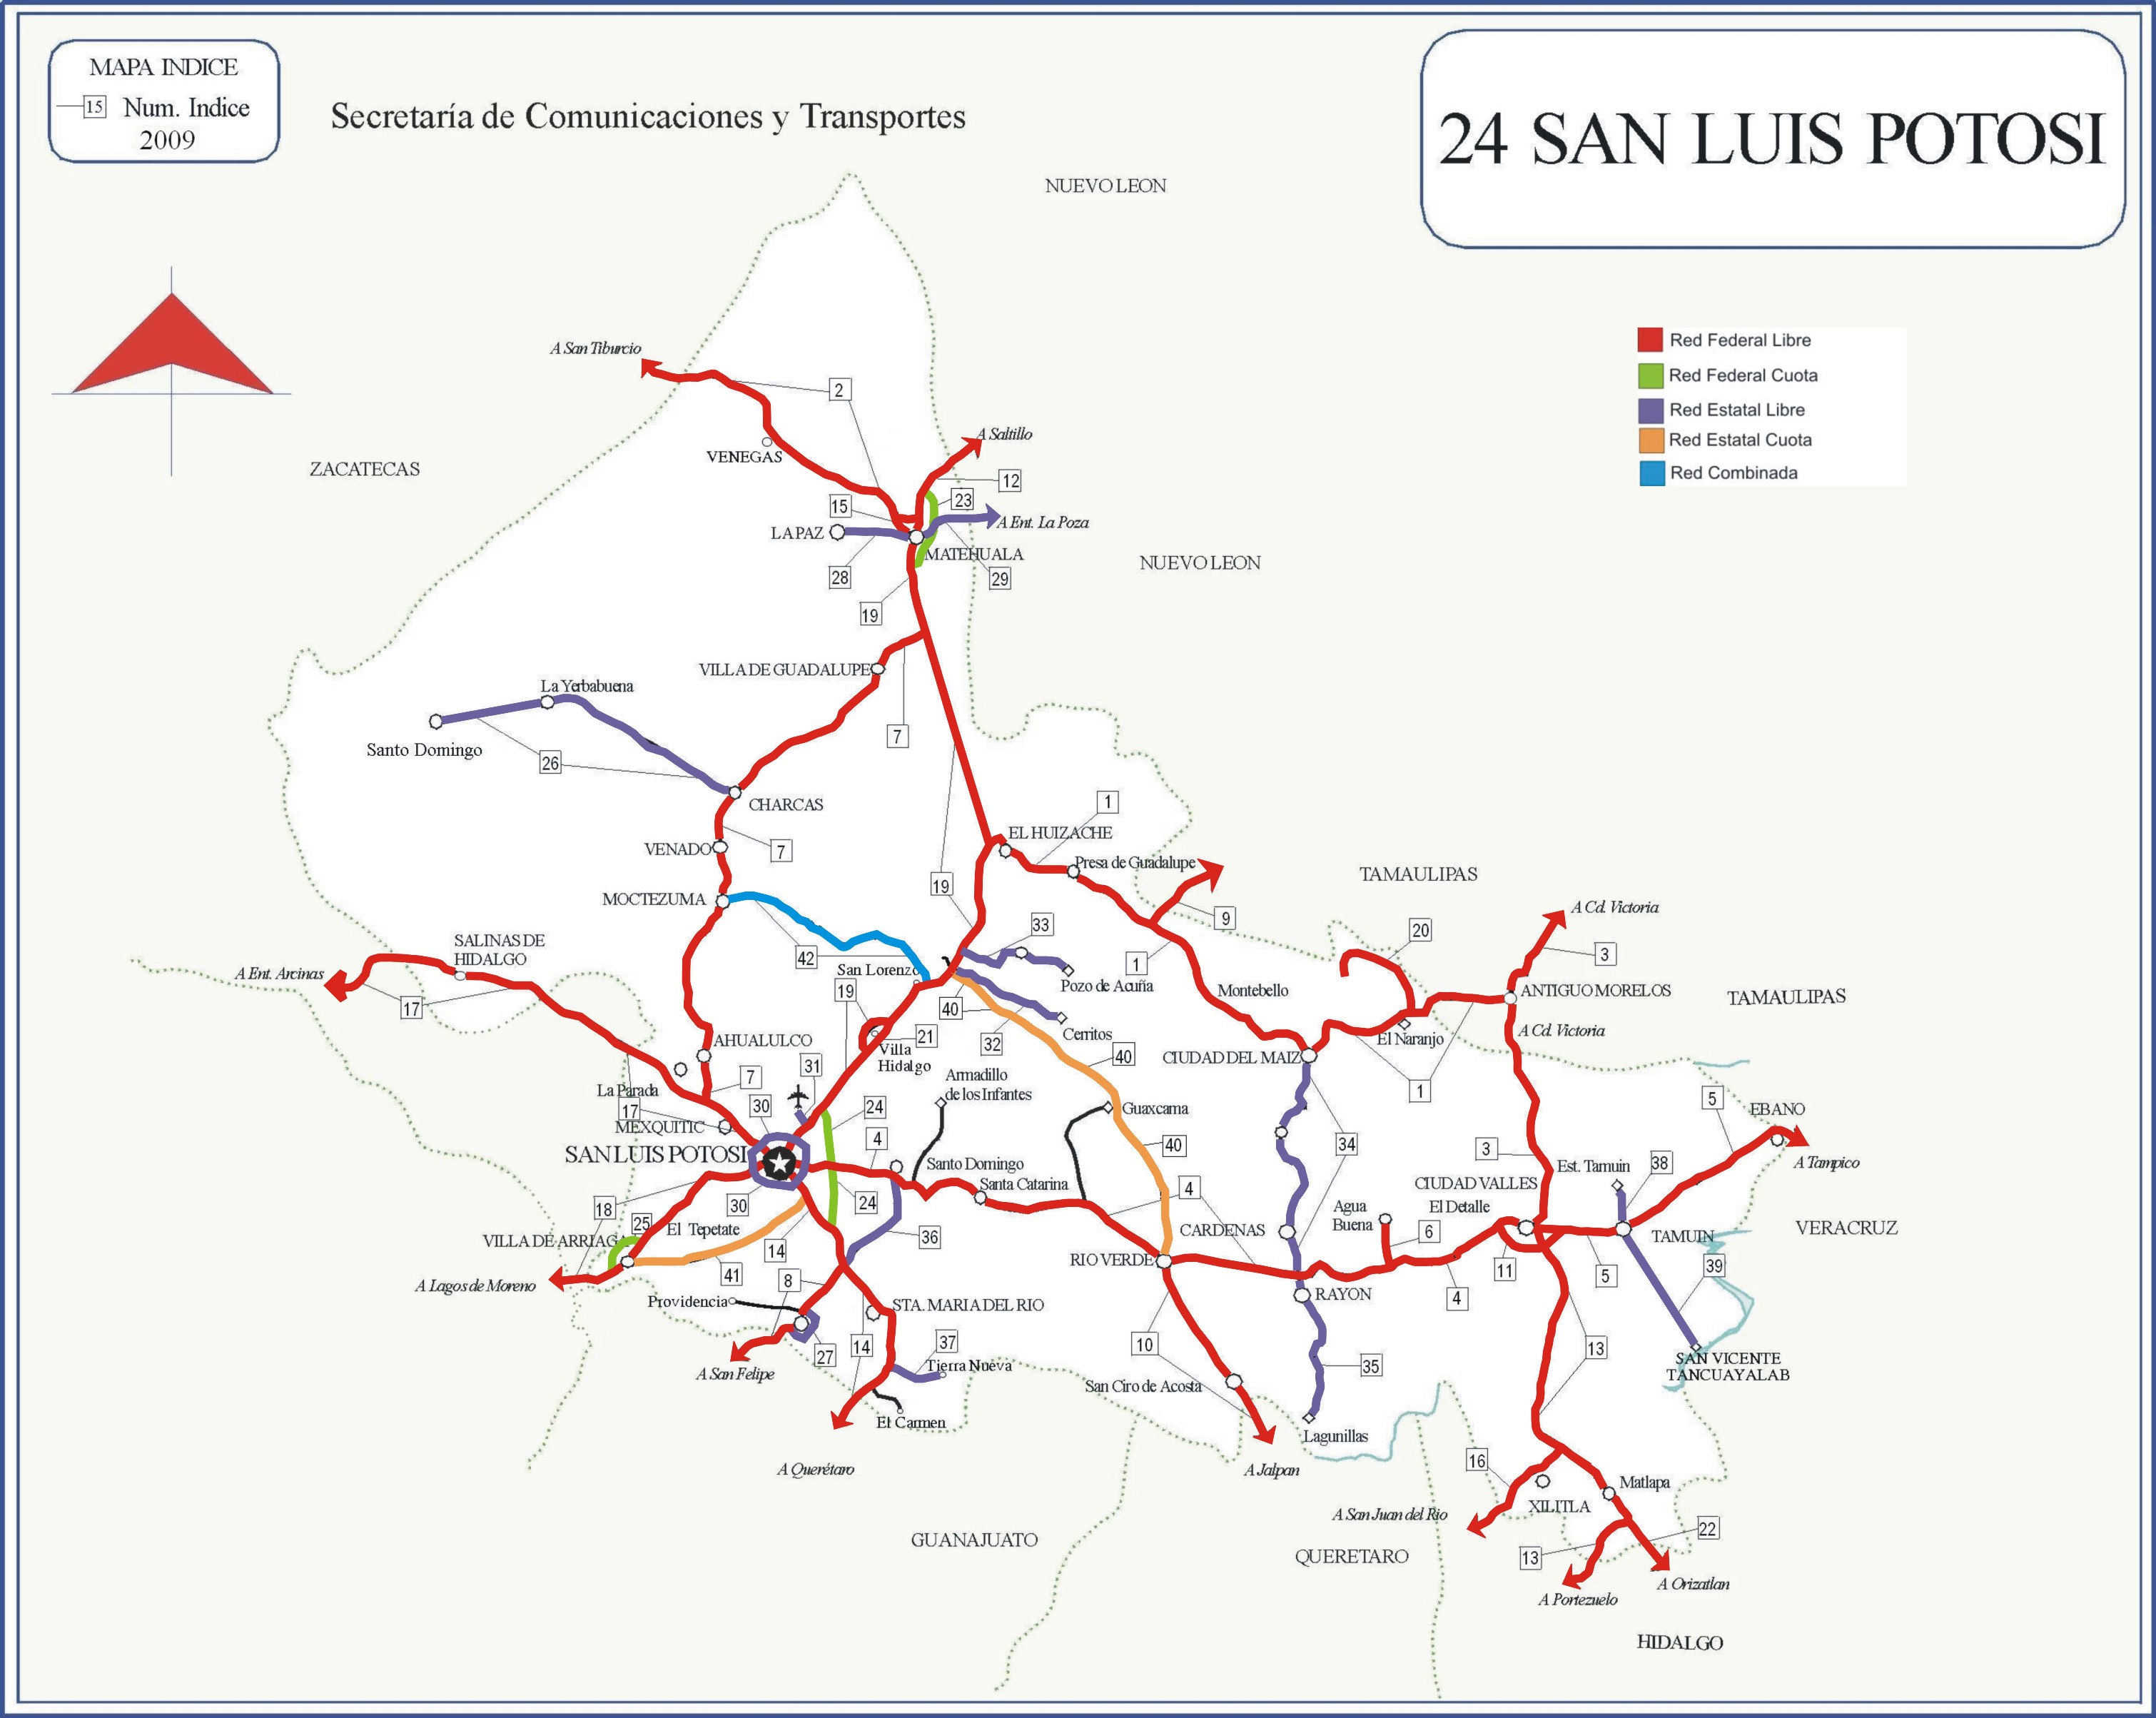 MAPA INDICE
15 Num. Indice
2009
Secretaría de Comunicaciones y Transportes
24 SAN LUIS POTOSI
NUEVO LEON
Red Federal Libre
Red Federal Cuota
Red Estatal Libre
Red Estatal Cuota
Red Combinada
A San Tiburcio
2
A Saltillo
VENEGAS
ZACATECAS
12
23
15
A Ent. La Poza
LA PAZ
MATEHUALA
NUEVO LEON
28
29
19
VILLA DE GUADALUPE
La Yerbabuena
7
Santo Domingo
26
CHARCAS
1
EL HUIZACHE
VENADO
7
Presa de Guadalupe
TAMAULIPAS
19
MOCTEZUMA
A Cd. Victoria
9
33
20
SALINAS DE
HIDALGO
3
42
1
A Ent. Arcinas
San Lorenzo
Pozo de Acuña
19
Montebello
ANTIGUO MORELOS
TAMAULIPAS
17
40
A Cd. Victoria
21
Cerritos
El Naranjo
AHUALULCO
32
Villa
Hidalgo
40
CIUDAD DEL MAIZ
31
Armadillo
de los Infantes
7
La Parada
1
5
30
24
17
Guaxcama
EBANO
MEXQUITIC
4
40
34
3
SAN LUIS POTOSI
Santo Domingo
Est. Tamuin
38
A Tampico
Santa Catarina
4
CIUDAD VALLES
18
30
24
Agua
Buena
El Detalle
25
El Tepetate
CARDENAS
6
VERACRUZ
VILLA DE ARRIAGA
14
36
TAMUIN
RIO VERDE
11
5
39
41
8
A Lagos de Moreno
Providencia
STA. MARIA DEL RIO
RAYON
4
14
37
10
13
27
Tierra Nueva
35
SAN VICENTE
TANCUAYALAB
A San Felipe
San Ciro de Acosta
El Carmen
Lagunillas
A Querétaro
A Jalpan
16
Matlapa
XILITLA
A San Juan del Rio
22
GUANAJUATO
QUERETARO
13
A Orizatlan
A Portezuelo
HIDALGO